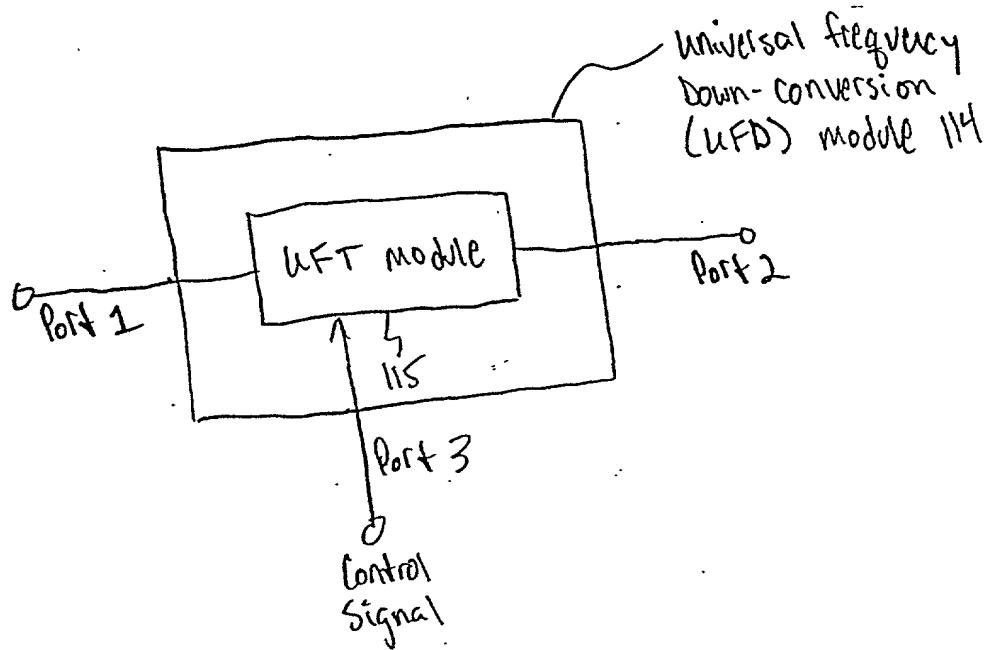 Universal frequency
Down-conversion
(UFD) module 114
UFT module
Port 1
Port 2
115
Port 3
Control
Signal